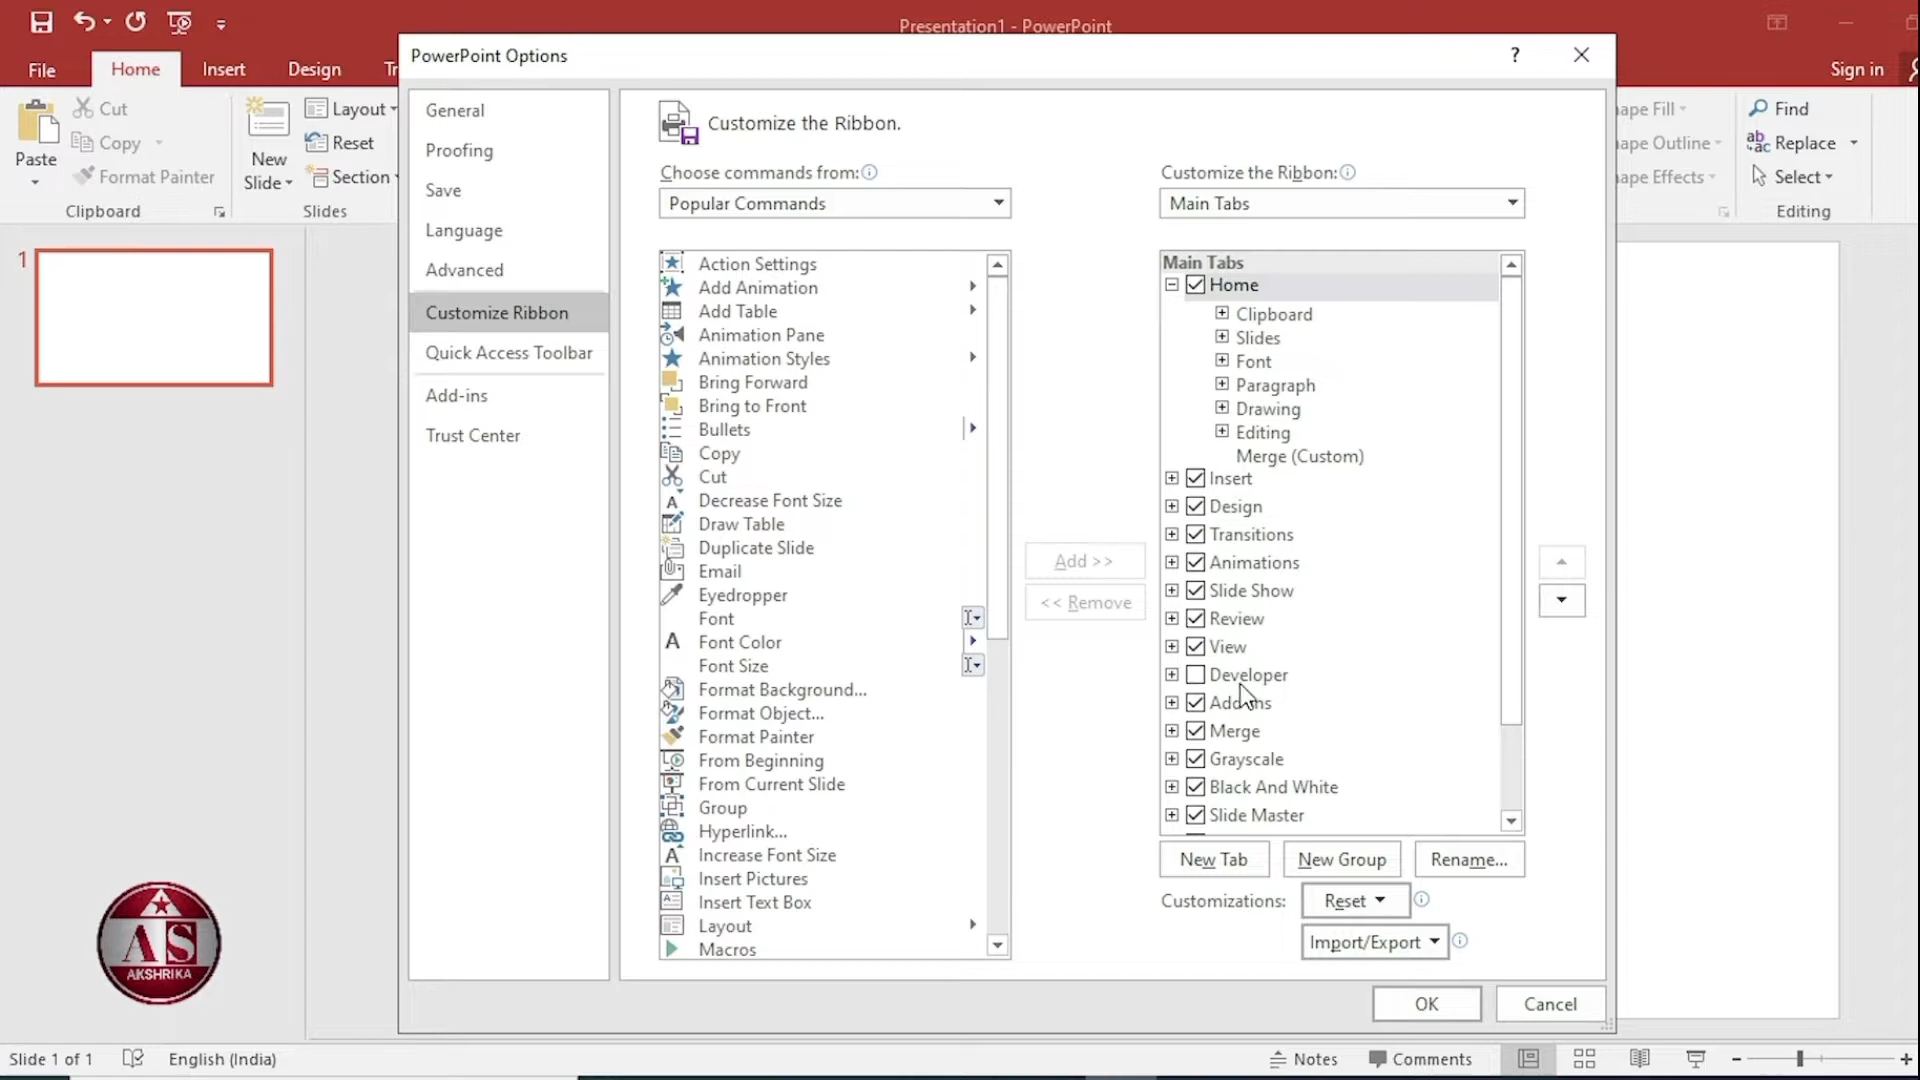 Presentation1 - PowerPoint
File
Home
Insert
Design
Tr
Sign in
Paste
Cut
Copy
Format Painter
Clipboard
New
Slide
Layout
Reset
Section
Slides
ape Fill
ape Outline
ape Effects
Find
Replace
Select
Editing
1
PowerPoint Options
?
General
Proofing
Save
Language
Advanced
Customize Ribbon
Quick Access Toolbar
Add-ins
Trust Center
Customize the Ribbon.
Choose commands from:
Popular Commands
Action Settings
Add Animation
Add Table
Animation Pane
Animation Styles
Bring Forward
Bring to Front
Bullets
Copy
Cut
Decrease Font Size
Draw Table
Duplicate Slide
Email
Eyedropper
Font
Font Color
Font Size
Format Background...
Format Object...
Format Painter
From Beginning
From Current Slide
Group
Hyperlink...
Increase Font Size
Insert Pictures
Insert Text Box
Layout
Macros
Add >>
<< Remove
Customize the Ribbon:
Main Tabs
Main Tabs
Home
Clipboard
Slides
Font
Paragraph
Drawing
Editing
Merge (Custom)
Insert
Design
Transitions
Animations
Slide Show
Review
View
Developer
Add-ins
Merge
Grayscale
Black And White
Slide Master
New Tab
New Group
Rename...
Customizations:
Reset
Import/Export
OK
Cancel
AS
AKSHRIKA
Slide 1 of 1
English (India)
Notes
Comments